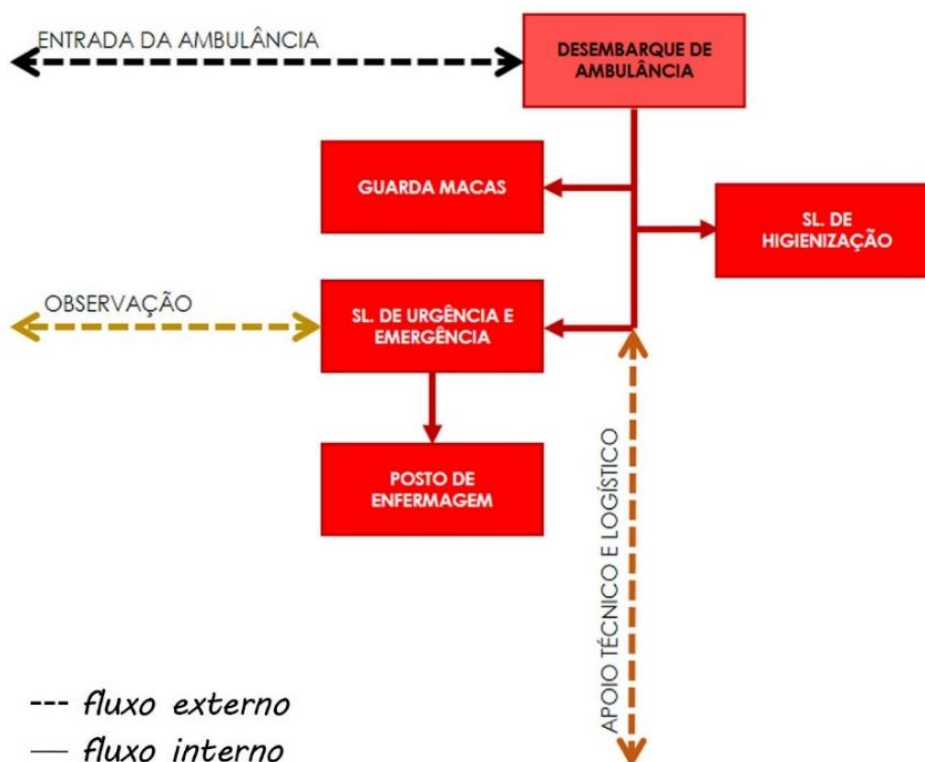 ENTRADA DA AMBULÂNCIA
DESEMBARQUE DE
AMBULÂNCIA
GUARDA MACAS
SL. DE
HIGIENIZAÇÃO
OBSERVAÇÃO
SL. DE URGÊNCIA E
EMERGÊNCIA
POSTO DE
ENFERMAGEM
APOIO TÉCNICO E LOGÍSTICO
--- fluxo externo
— fluxo interno